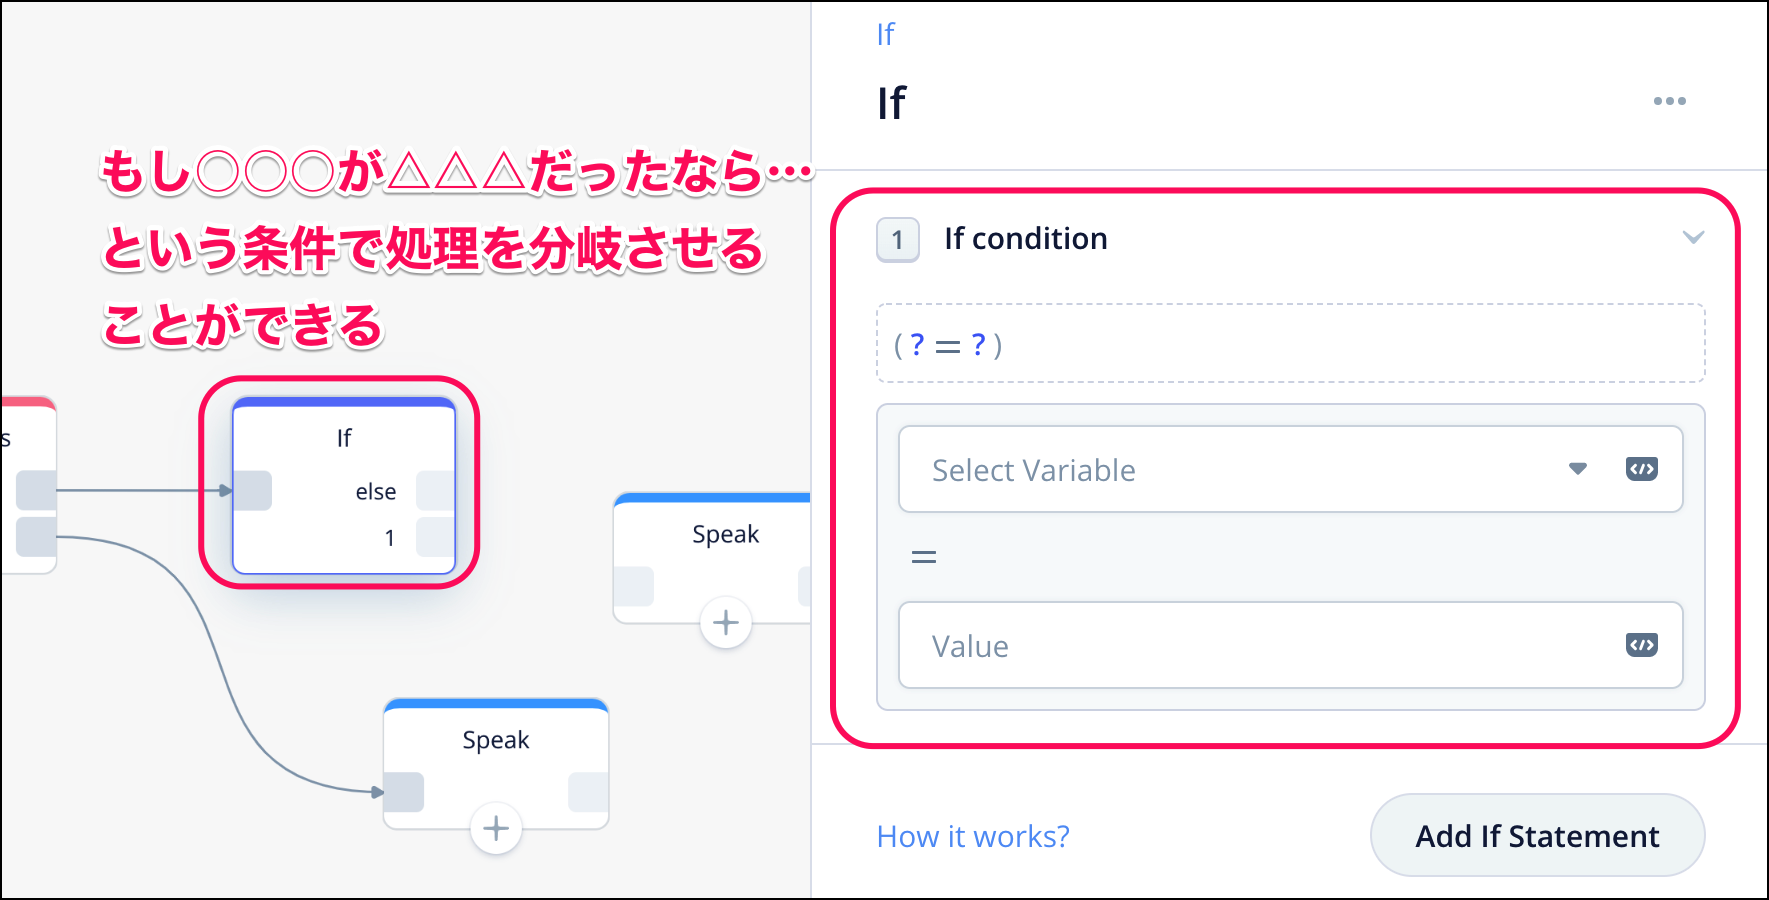 もし◯◯◯が△△△だったなら…
という条件で処理を分岐させる
ことができる
s
If
else
1
Speak
Speak
If
If
1 If condition
( ? = ? )
Select Variable
=
Value
How it works?
Add If Statement